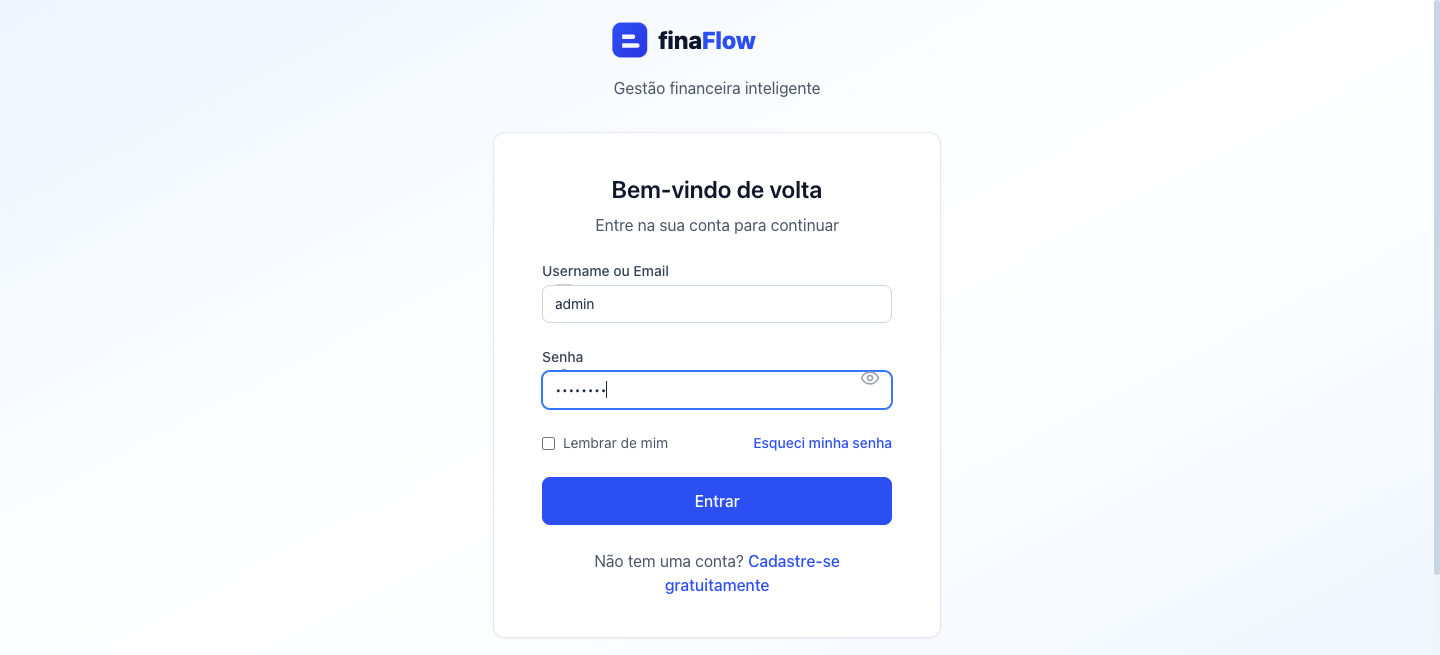 finaFlow
Gestão financeira inteligente
Bem-vindo de volta
Entre na sua conta para continuar
Username ou Email
admin
Senha
••••••••
Lembrar de mim
Esqueci minha senha
Entrar
Não tem uma conta? Cadastre-se
gratuitamente